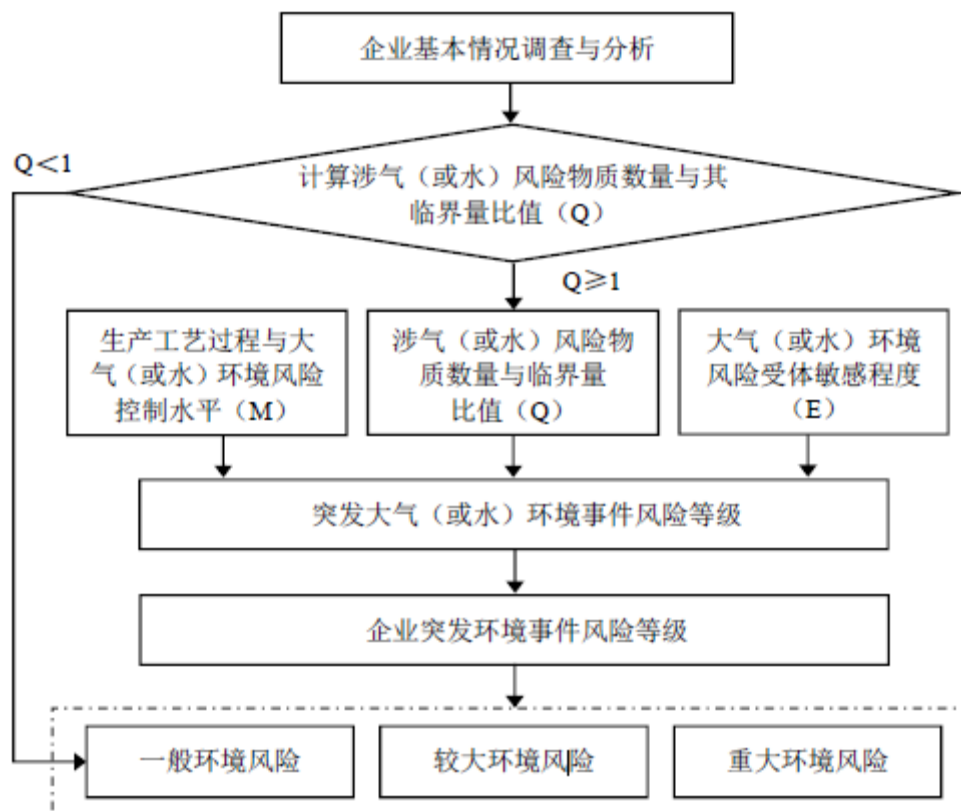 企业基本情况调查与分析
Q＜1
计算涉气（或水）风险物质数量与其
临界量比值（Q）
Q≥1
生产工艺过程与大
气（或水）环境风险
控制水平（M）
涉气（或水）风险物
质数量与临界量
比值（Q）
大气（或水）环境
风险受体敏感程度
（E）
突发大气（或水）环境事件风险等级
企业突发环境事件风险等级
一般环境风险
较大环境风险
重大环境风险